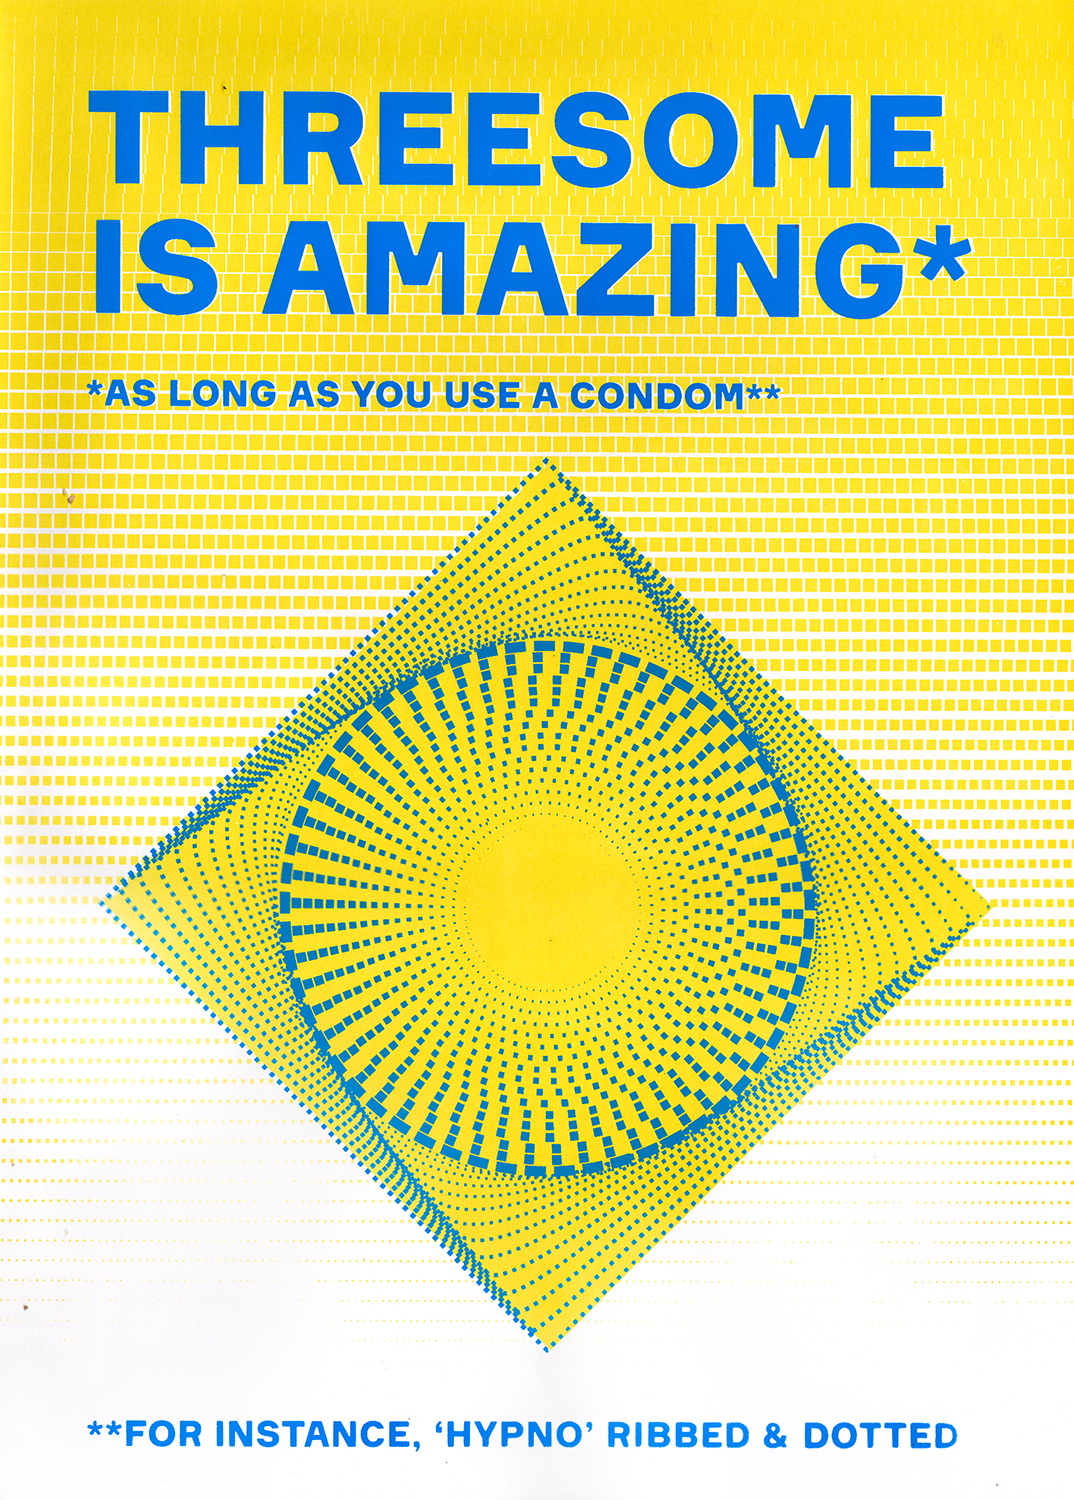 THREESOME
IS AMAZING*
*AS LONG AS YOU USE A CONDOM**
**FOR INSTANCE, ‘HYPNO’ RIBBED & DOTTED